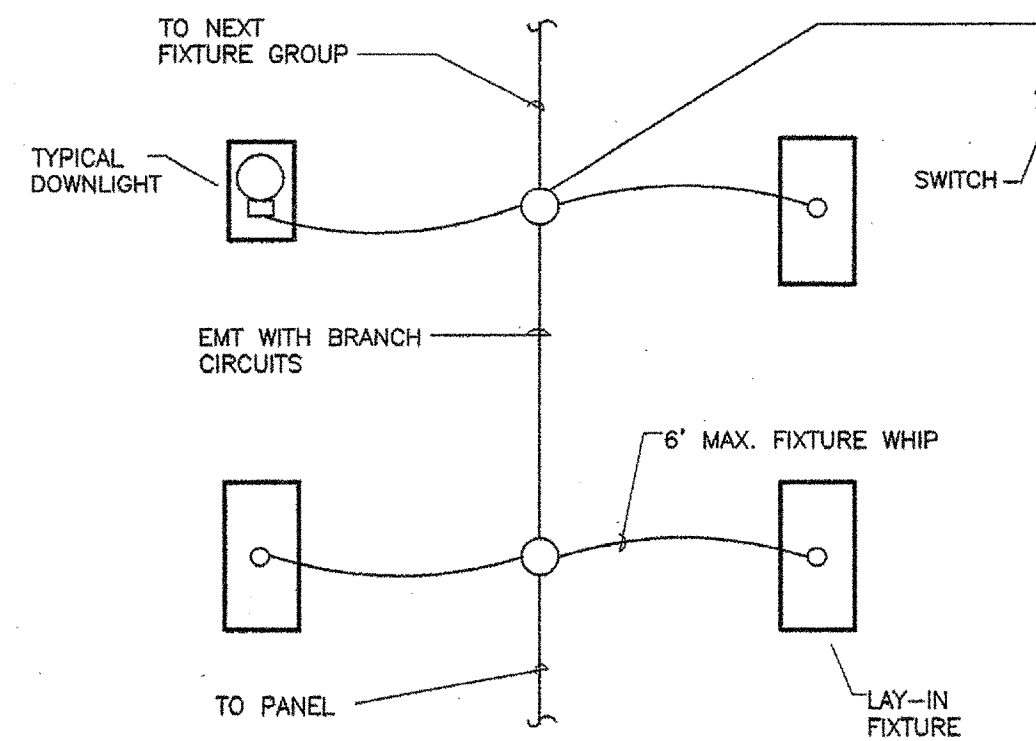 TO NEXT
FIXTURE GROUP
TYPICAL
DOWNLIGHT
SWITCH
EMT WITH BRANCH
CIRCUITS
6' MAX. FIXTURE WHIP
TO PANEL
LAY-IN
FIXTURE